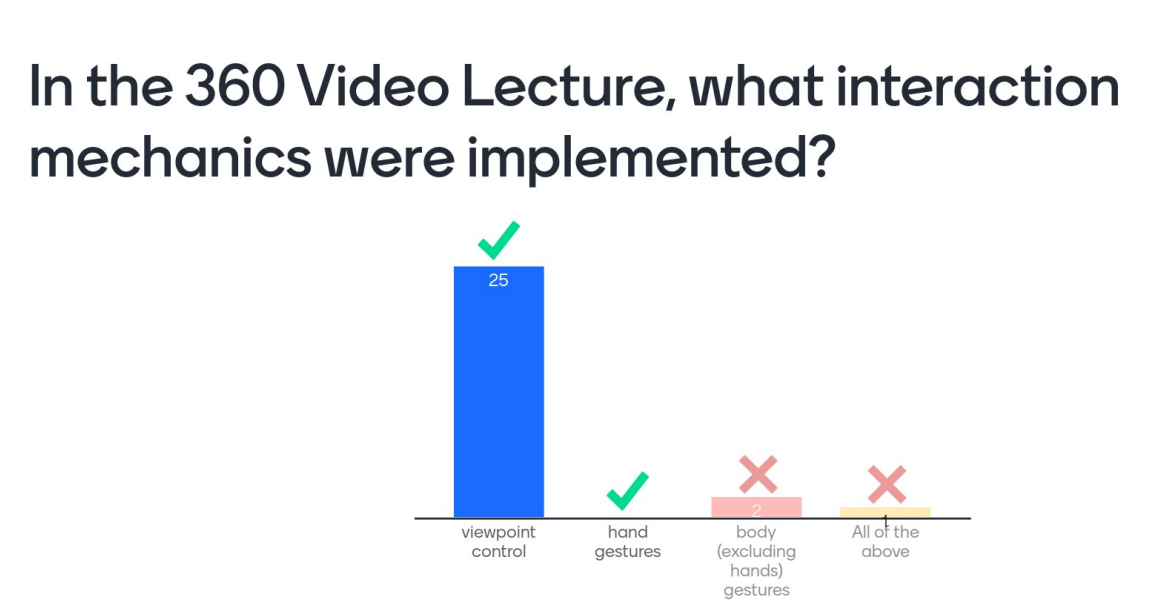 In the 360 Video Lecture, what interaction
mechanics were implemented?
25
2
1
viewpoint
control
hand
gestures
body
(excluding
hands)
gestures
All of the
above